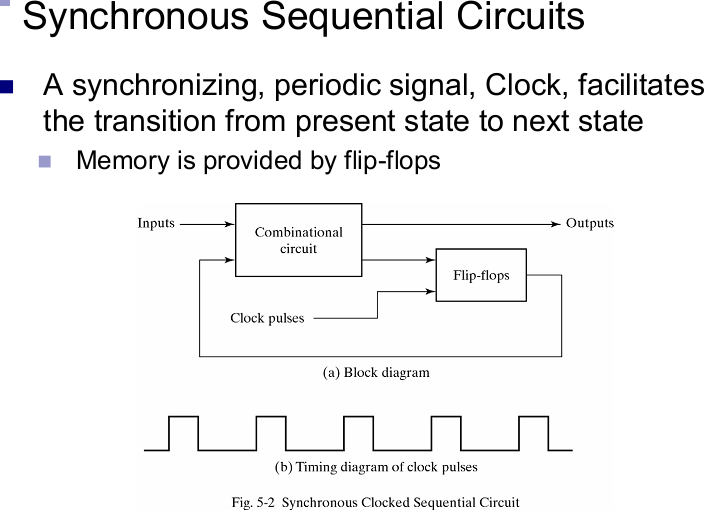 Synchronous Sequential Circuits
A synchronizing, periodic signal, Clock, facilitates
the transition from present state to next state
Memory is provided by flip-flops
Inputs
Combinational
circuit
Outputs
Flip-flops
Clock pulses
(a) Block diagram
(b) Timing diagram of clock pulses
Fig. 5-2 Synchronous Clocked Sequential Circuit